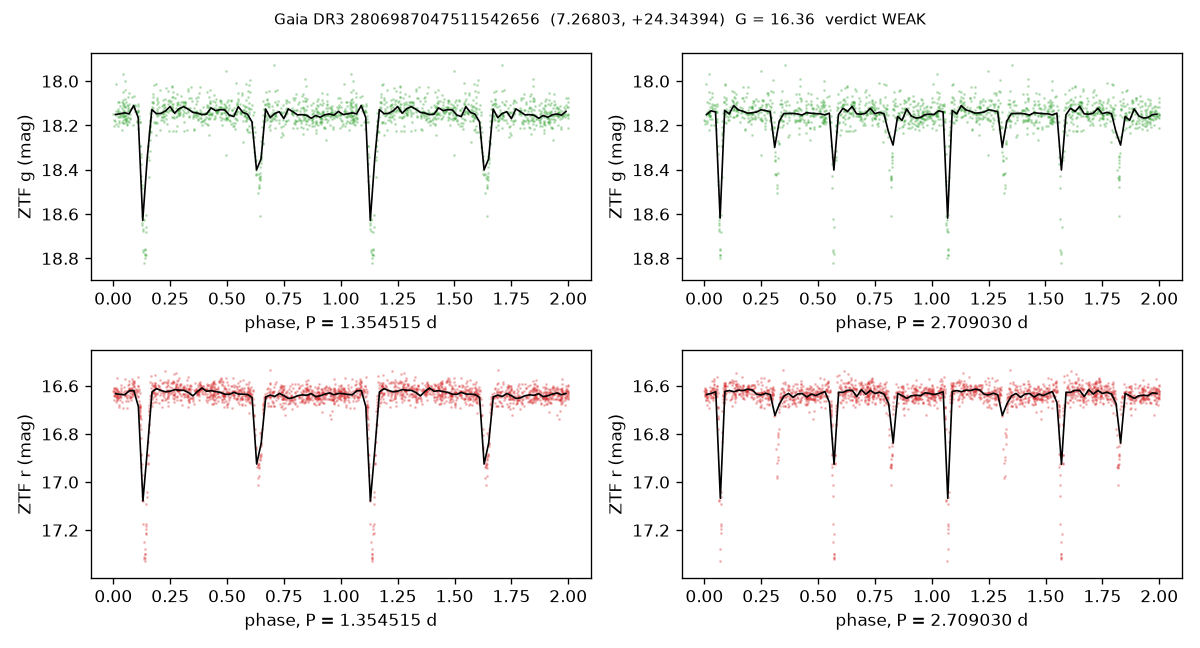 Gaia DR3 2806987047511542656  (7.26803, +24.34394)  G = 16.36  verdict WEAK
ZTF g (mag)
18.0
18.2
18.4
18.6
18.8
0.00 0.25 0.50 0.75 1.00 1.25 1.50 1.75 2.00
phase, P = 1.354515 d
ZTF g (mag)
18.0
18.2
18.4
18.6
18.8
0.00 0.25 0.50 0.75 1.00 1.25 1.50 1.75 2.00
phase, P = 2.709030 d
ZTF r (mag)
16.6
16.8
17.0
17.2
0.00 0.25 0.50 0.75 1.00 1.25 1.50 1.75 2.00
phase, P = 1.354515 d
ZTF r (mag)
16.6
16.8
17.0
17.2
0.00 0.25 0.50 0.75 1.00 1.25 1.50 1.75 2.00
phase, P = 2.709030 d